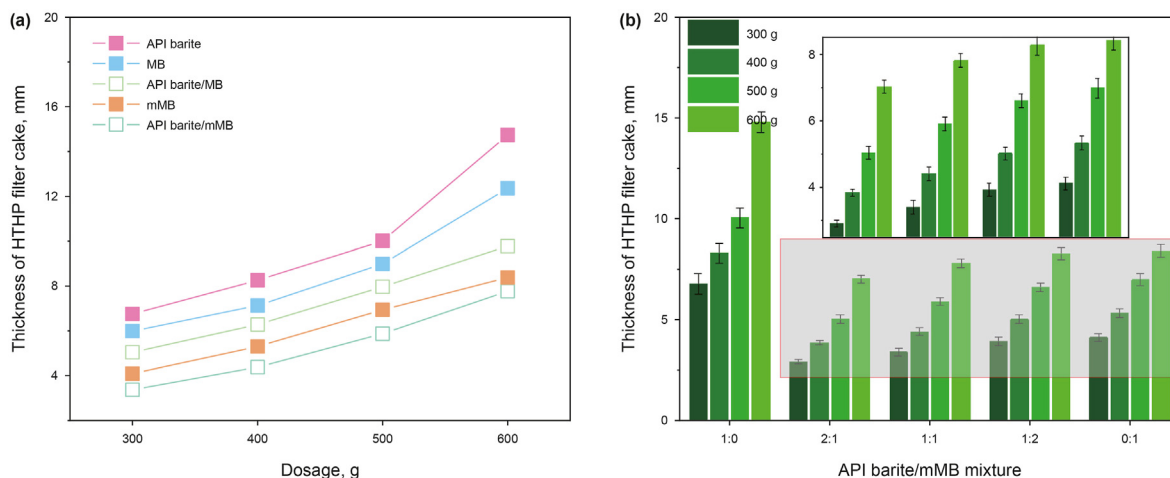 (a)
20
16
12
8
4
Thickness of HTHP filter cake, mm
API barite
MB
API barite/MB
mMB
API barite/mMB
300 400 500 600
Dosage, g
(b)
20
15
10
5
0
Thickness of HTHP filter cake, mm
300 g
400 g
500 g
600 g
8
6
4
1:0 2:1 1:1 1:2 0:1
API barite/mMB mixture